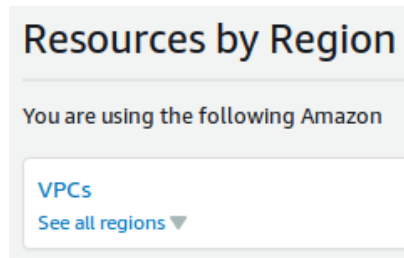 Resources by Region
You are using the following Amazon
VPCs
See all regions